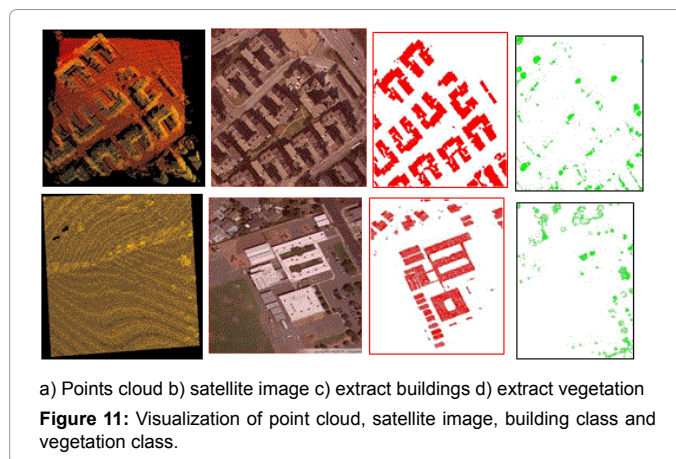 a) Points cloud b) satellite image c) extract buildings d) extract vegetation
Figure 11: Visualization of point cloud, satellite image, building class and
vegetation class.